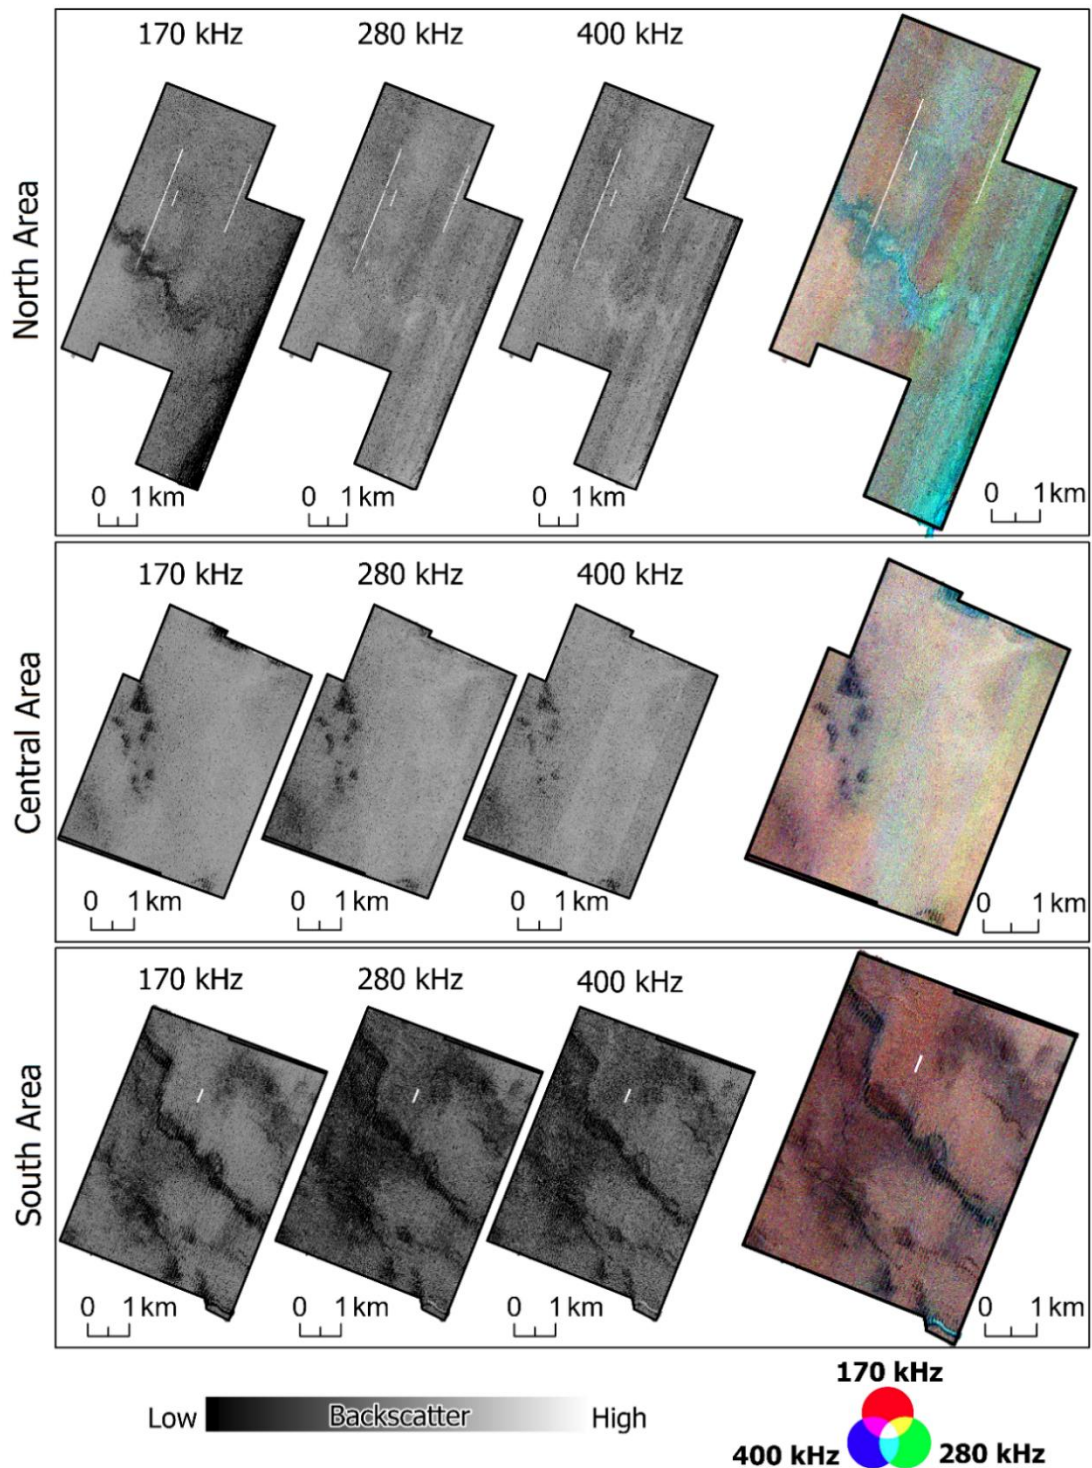 North Area
170 kHz 280 kHz 400 kHz
0 1 km 0 1 km 0 1 km 0 1 km
Central Area
170 kHz 280 kHz 400 kHz
0 1 km 0 1 km 0 1 km 0 1 km
South Area
170 kHz 280 kHz 400 kHz
0 1 km 0 1 km 0 1 km 0 1 km
Low Backscatter High
170 kHz
400 kHz 280 kHz